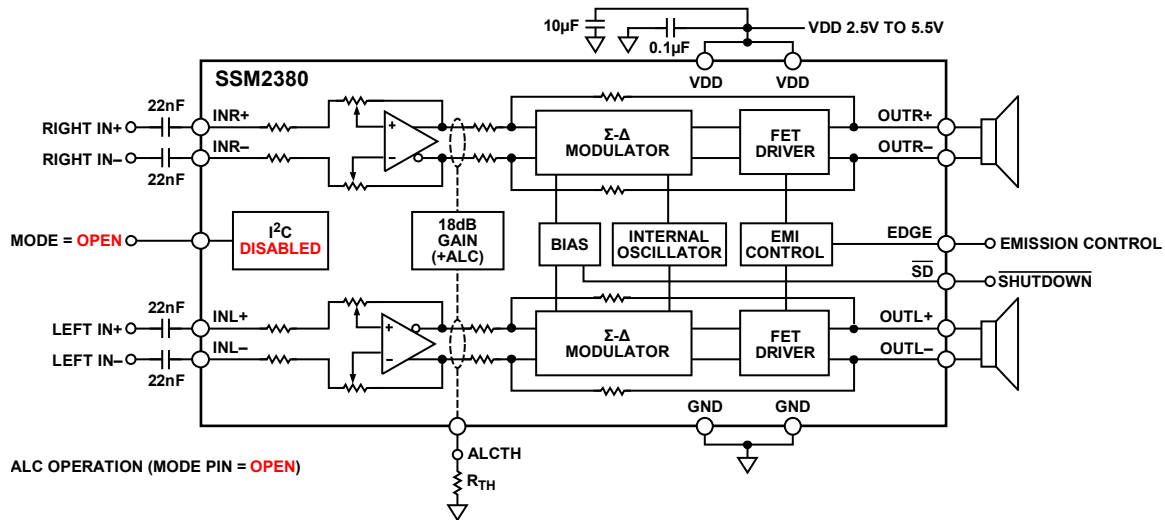 10µF
0.1µF
VDD 2.5V TO 5.5V
VDD
VDD
SSM2380
22nF
RIGHT IN+
INR+
RIGHT IN–
INR–
22nF
+
–
Σ-Δ
MODULATOR
FET
DRIVER
OUTR+
OUTR–
MODE = OPEN
I²C
DISABLED
18dB
GAIN
(+ALC)
BIAS
INTERNAL
OSCILLATOR
EMI
CONTROL
EDGE
EMISSION CONTROL
SD
SHUTDOWN
22nF
LEFT IN+
INL+
LEFT IN–
INL–
22nF
+
–
Σ-Δ
MODULATOR
FET
DRIVER
OUTL+
OUTL–
GND
GND
ALCTH
RTH
ALC OPERATION (MODE PIN = OPEN)